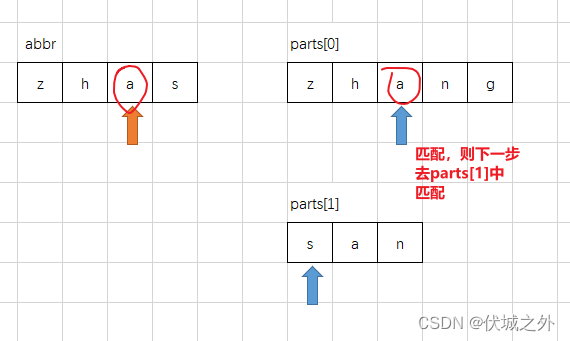 abbr
parts[0]
z h a s
z h a n g
匹配，则下一步
去parts[1]中
匹配
parts[1]
s a n
CSDN @伏城之外